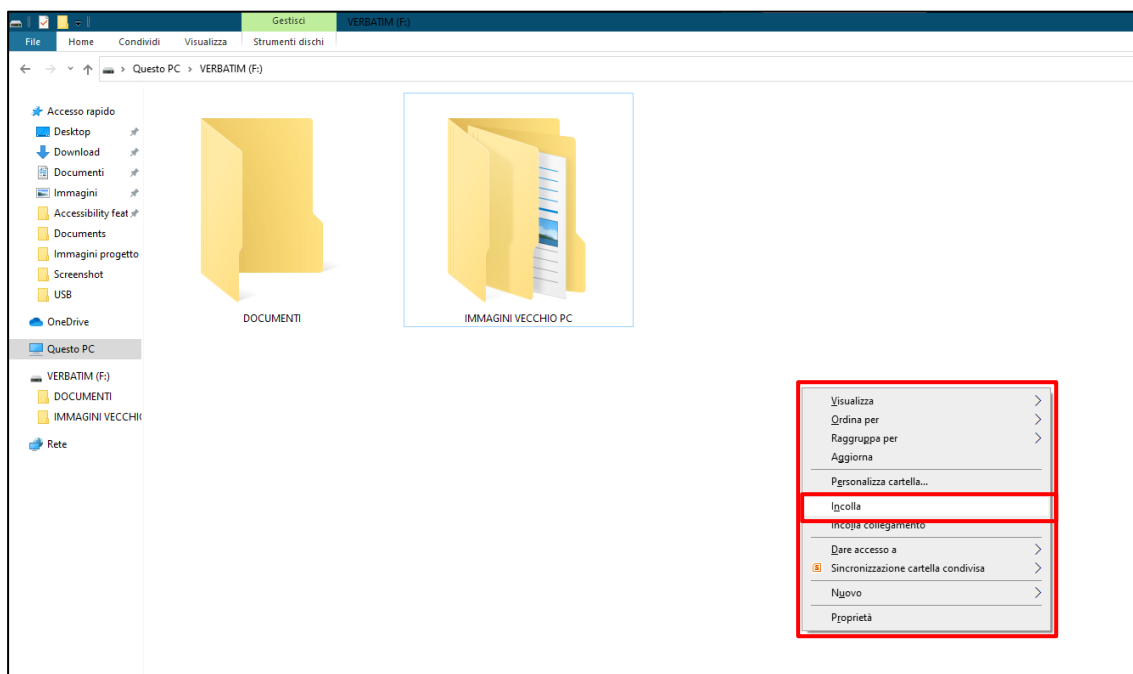 Gestisci
VERBATIM (F:)
File
Home
Condividi
Visualizza
Strumenti dischi
Questo PC
VERBATIM (F:)
Accesso rapido
Desktop
Download
Documenti
Immagini
Accessibility feat
Documents
Immagini progetto
Screenshot
USB
OneDrive
Questo PC
VERBATIM (F:)
DOCUMENTI
IMMAGINI VECCHI
Rete
DOCUMENTI
IMMAGINI VECCHIO PC
Visualizza
Ordina per
Raggruppa per
Aggiorna
Personalizza cartella...
Incolla
Incolla collegamento
Dare accesso a
S
Sincronizzazione cartella condivisa
Nuovo
Proprietà